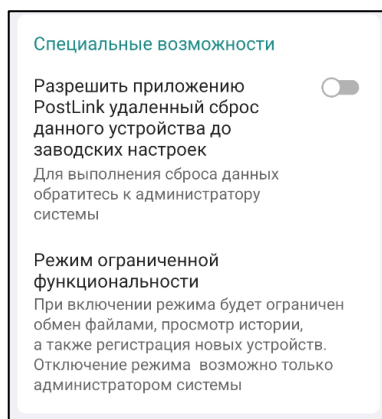 Специальные возможности
Разрешить приложению
PostLink удаленный сброс
данного устройства до
заводских настроек
Для выполнения сброса данных
обратитесь к администратору
системы
Режим ограниченной
функциональности
При включении режима будет ограничен
обмен файлами, просмотр истории,
а также регистрация новых устройств.
Отключение режима  возможно только
администратором системы